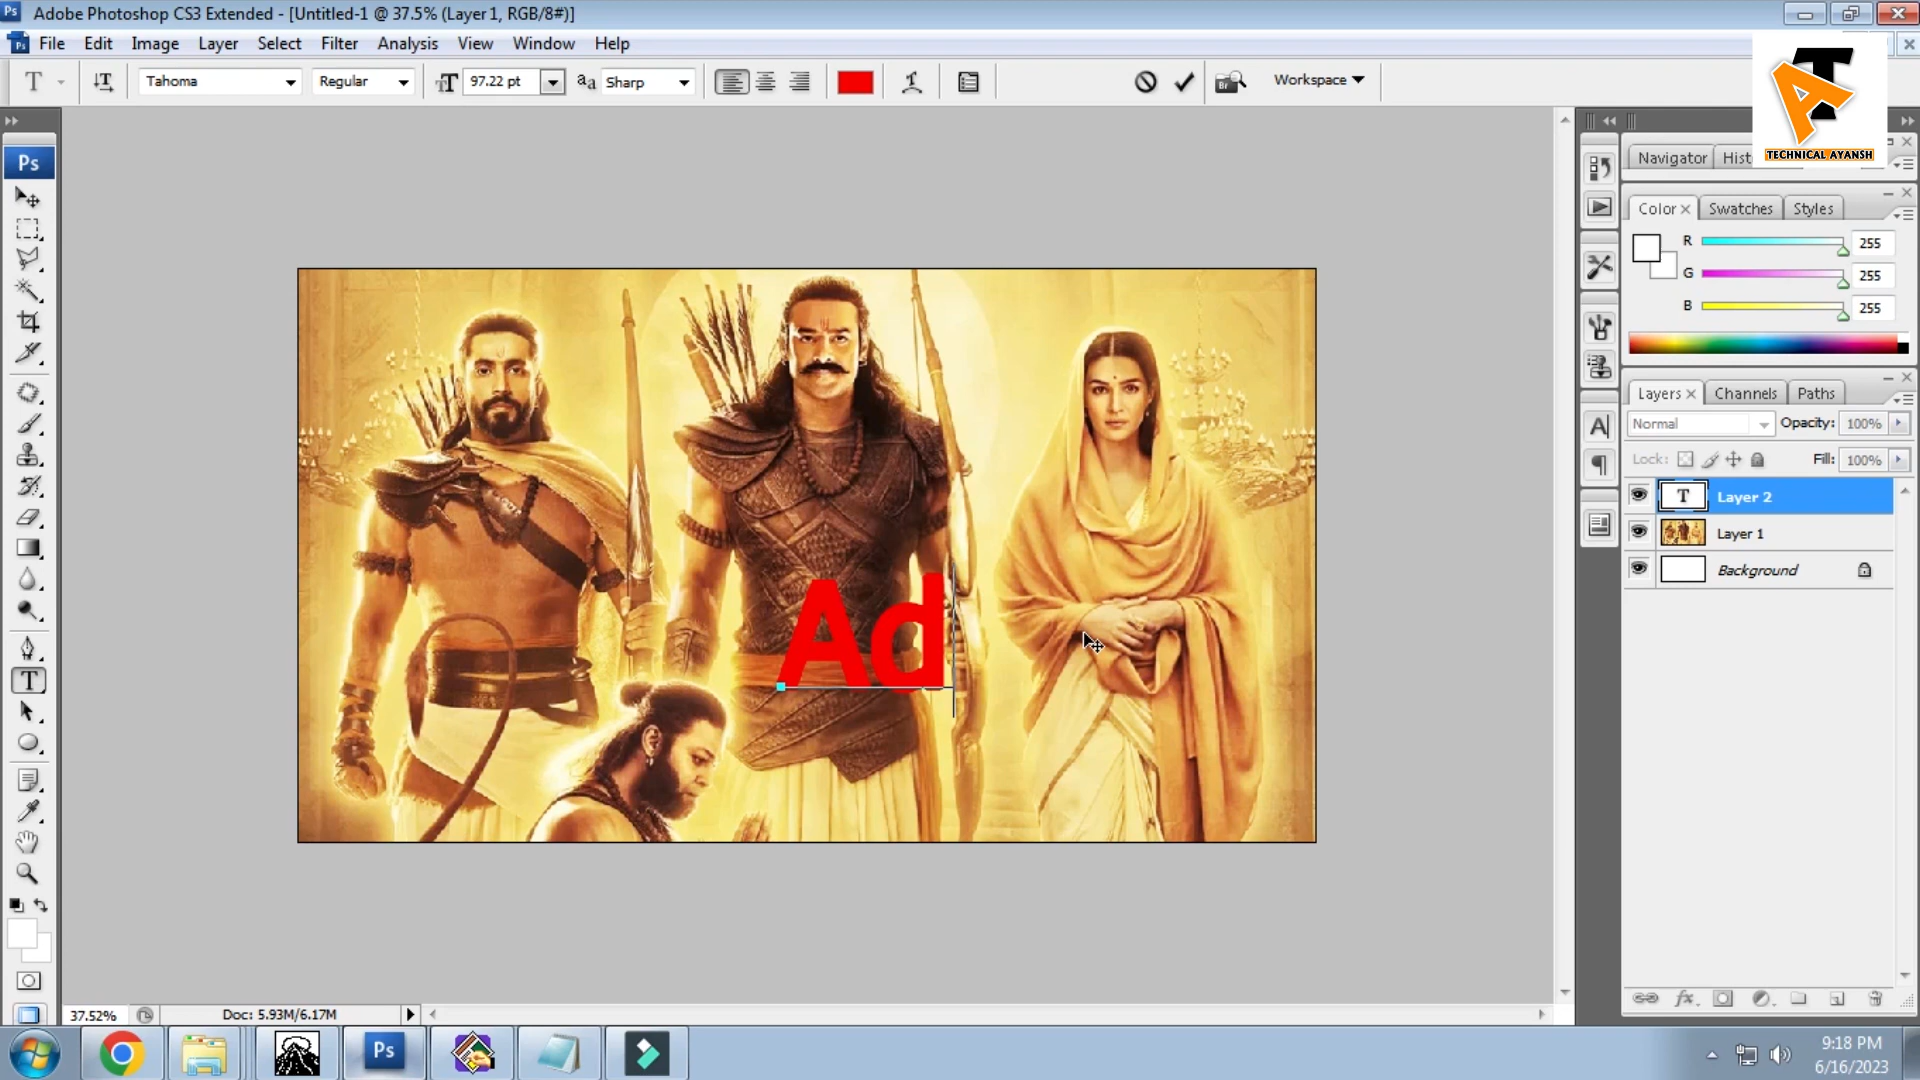 Adobe Photoshop CS3 Extended - [Untitled-1 @ 37.5% (Layer 1, RGB/8#)]
File Edit Image Layer Select Filter Analysis View Window Help
T Tahoma Regular 97.22 pt Sharp Workspace
TECHNICAL AYANSH
Ps
Navigator
Color Swatches Styles
R 255
G 255
B 255
Layers Channels Paths
Normal Opacity: 100%
Lock: Fill: 100%
T Layer 2
Layer 1
Background
Ad
37.52% Doc: 5.93M/6.17M
Ps
9:18 PM
6/16/2023